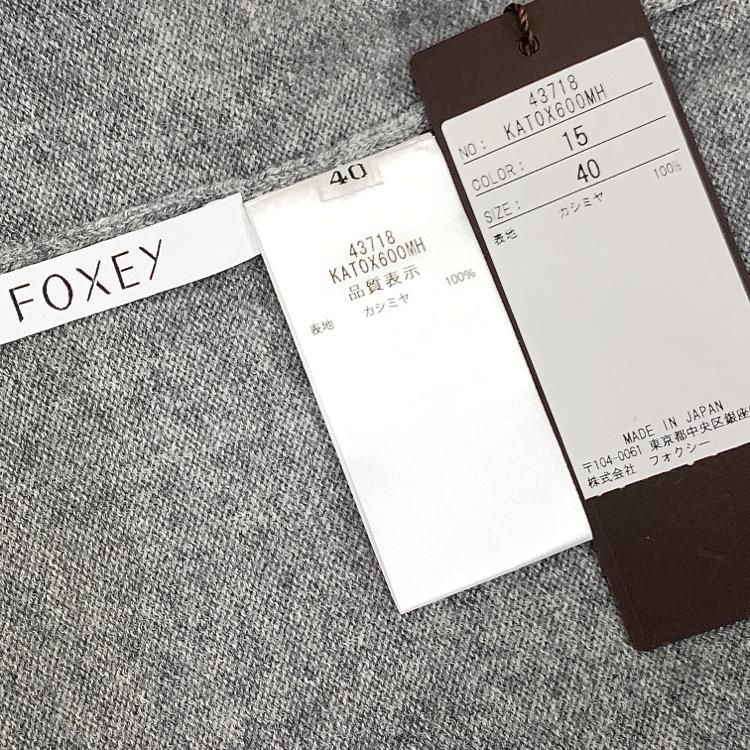 FOXEY
40
43718
KATOX600MH
品質表示
表地 カシミヤ 100%
43718
NO: KATOX600MH
COLOR: 15
SIZE: 40
表地 カシミヤ 100%
MADE IN JAPAN
〒104-0061 東京都中央区銀座
株式会社 フオクシー